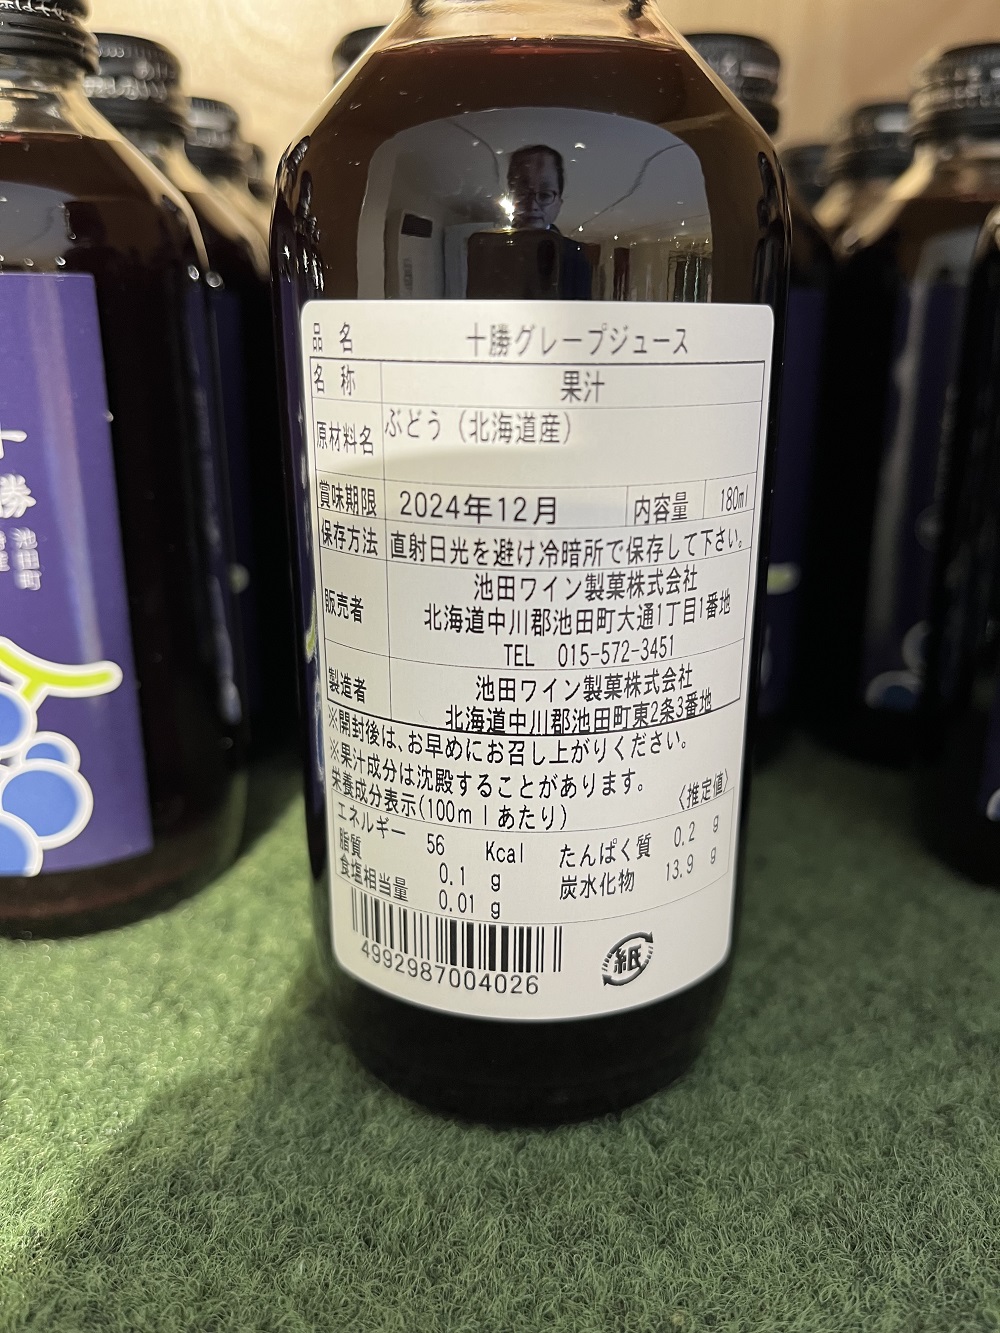 品名 十勝グレープジュース
名称 果汁
原材料名 ぶどう（北海道産）
賞味期限 2024年12月 内容量 180ml
保存方法 直射日光を避け冷暗所で保存して下さい。
販売者 池田ワイン製菓株式会社
北海道中川郡池田町大通1丁目1番地
TEL 015-572-3451
製造者 池田ワイン製菓株式会社
北海道中川郡池田町東2条3番地
※開封後は、お早めにお召し上がりください。
※果汁成分は沈殿することがあります。
栄養成分表示(100mlあたり) 〈推定値〉
エネルギー 56 Kcal たんぱく質 0.2 g
脂質 0.1 g 炭水化物 13.9 g
食塩相当量 0.01 g
4992987004026
紙
十勝
池田町